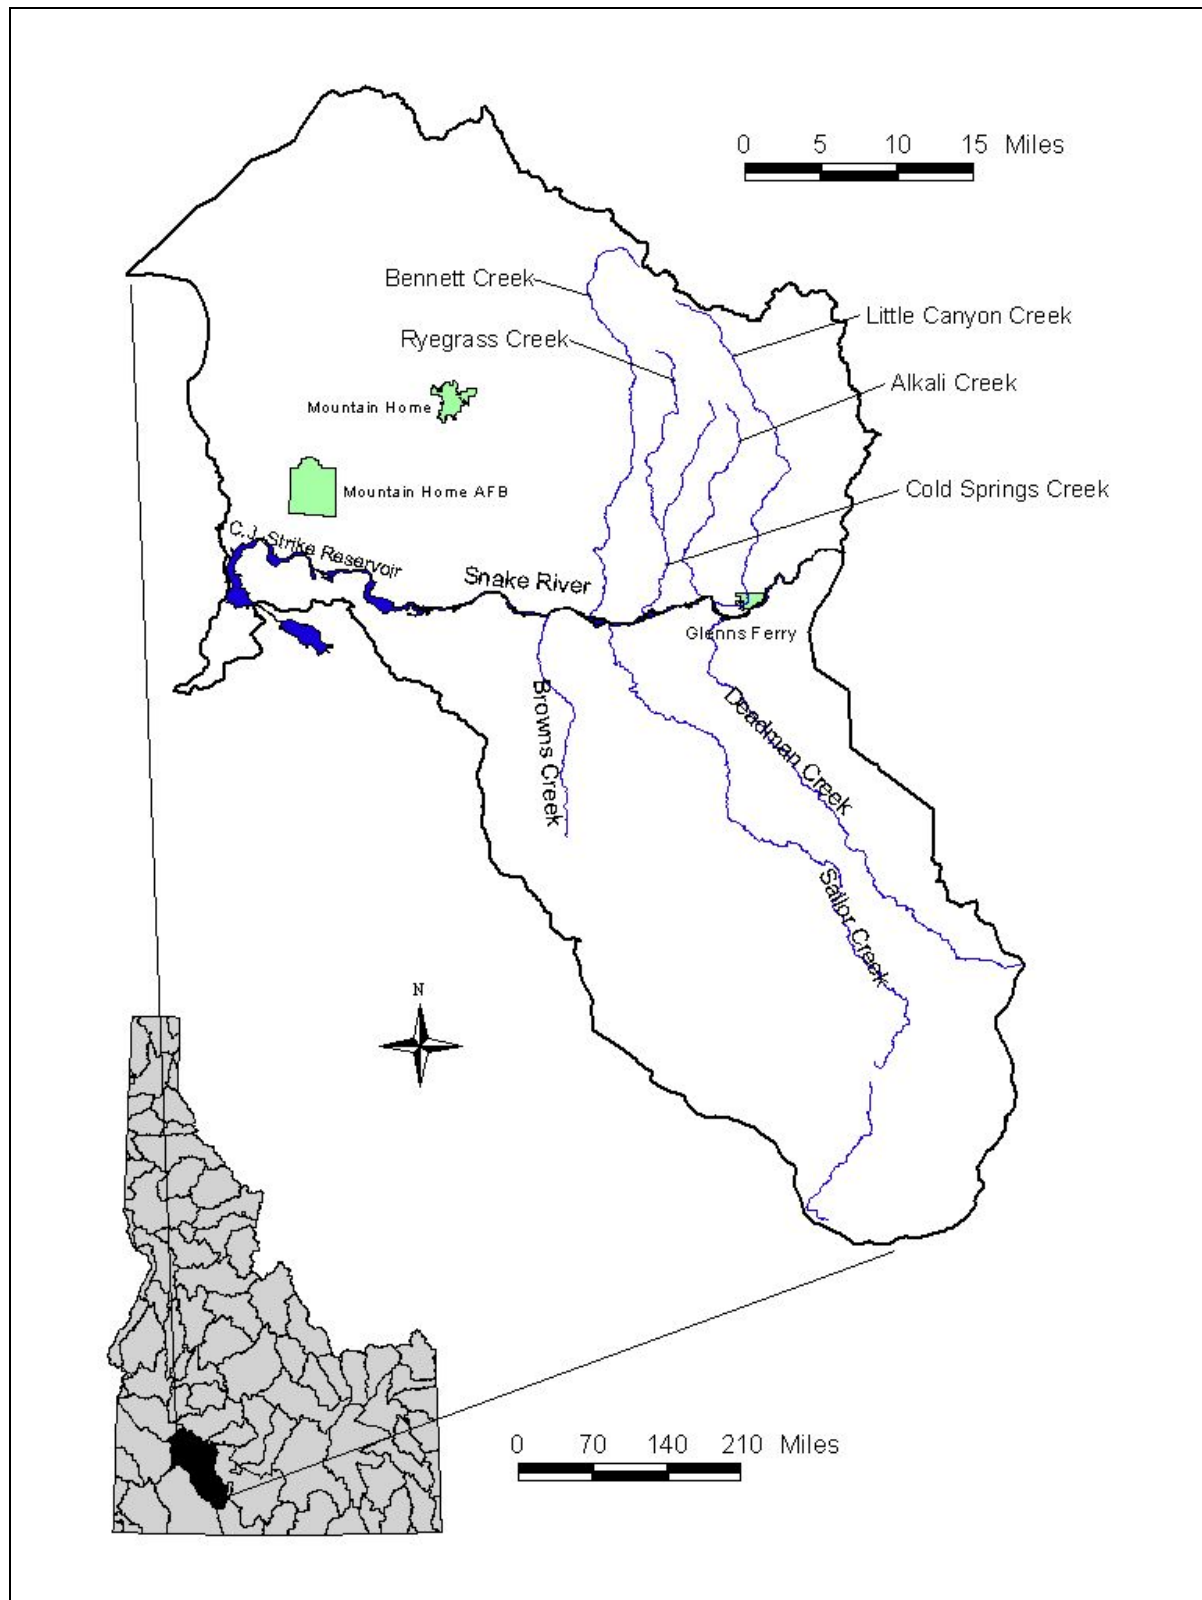 0 5 10 15 Miles
Bennett Creek
Little Canyon Creek
Ryegrass Creek
Alkali Creek
Mountain Home
Mountain Home AFB
Cold Springs Creek
C.J. Strike Reservoir
Snake River
Glenns Ferry
Browns Creek
Deadman Creek
Sailor Creek
N
0 70 140 210 Miles